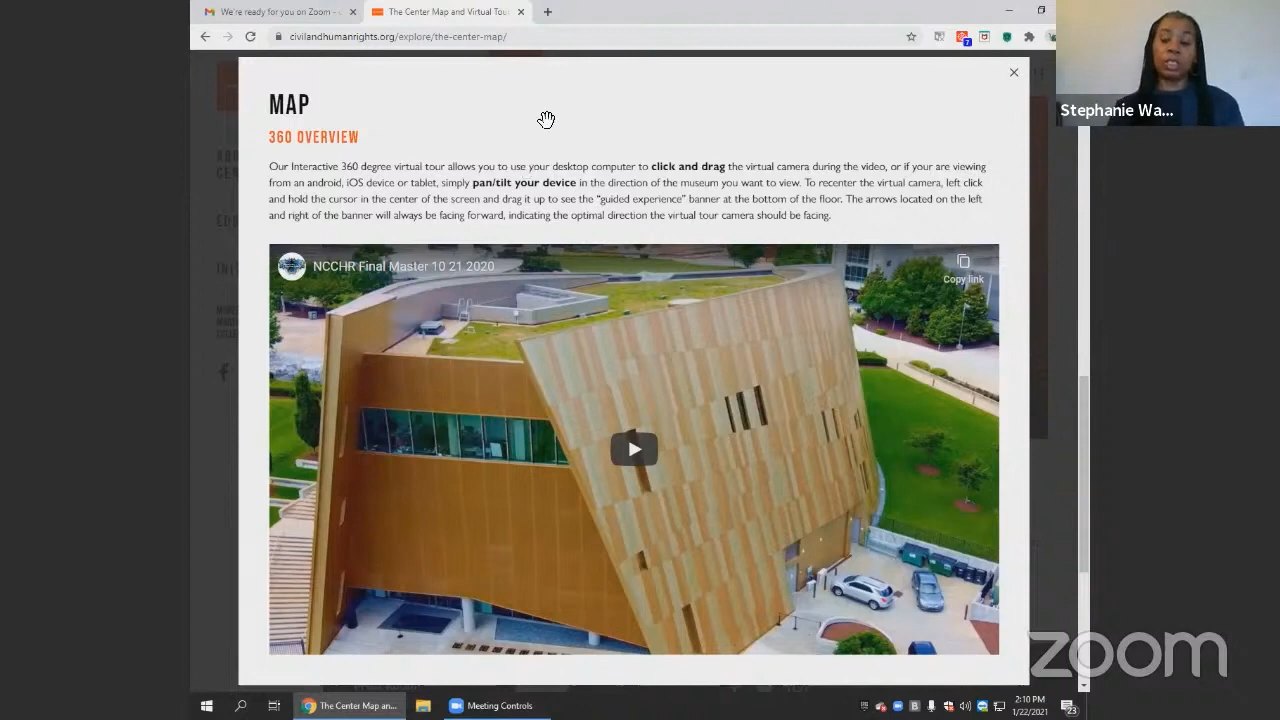 We're ready for you on Zoom -
The Center Map and Virtual Tour
civilandhumanrights.org/explore/the-center-map/
7
Stephanie Wa...
MAP
360 OVERVIEW
Our Interactive 360 degree virtual tour allows you to use your desktop computer to click and drag the virtual camera during the video, or if your are viewing
from an android, iOS device or tablet, simply pan/tilt your device in the direction of the museum you want to view. To recenter the virtual camera, left click
and hold the cursor in the center of the screen and drag it up to see the “guided experience” banner at the bottom of the floor. The arrows located on the left
and right of the banner will always be facing forward, indicating the optimal direction the virtual tour camera should be facing.
NCCHR Final Master 10 21 2020
Copy link
zoom
The Center Map an...
Meeting Controls
2:10 PM
1/22/2021
23